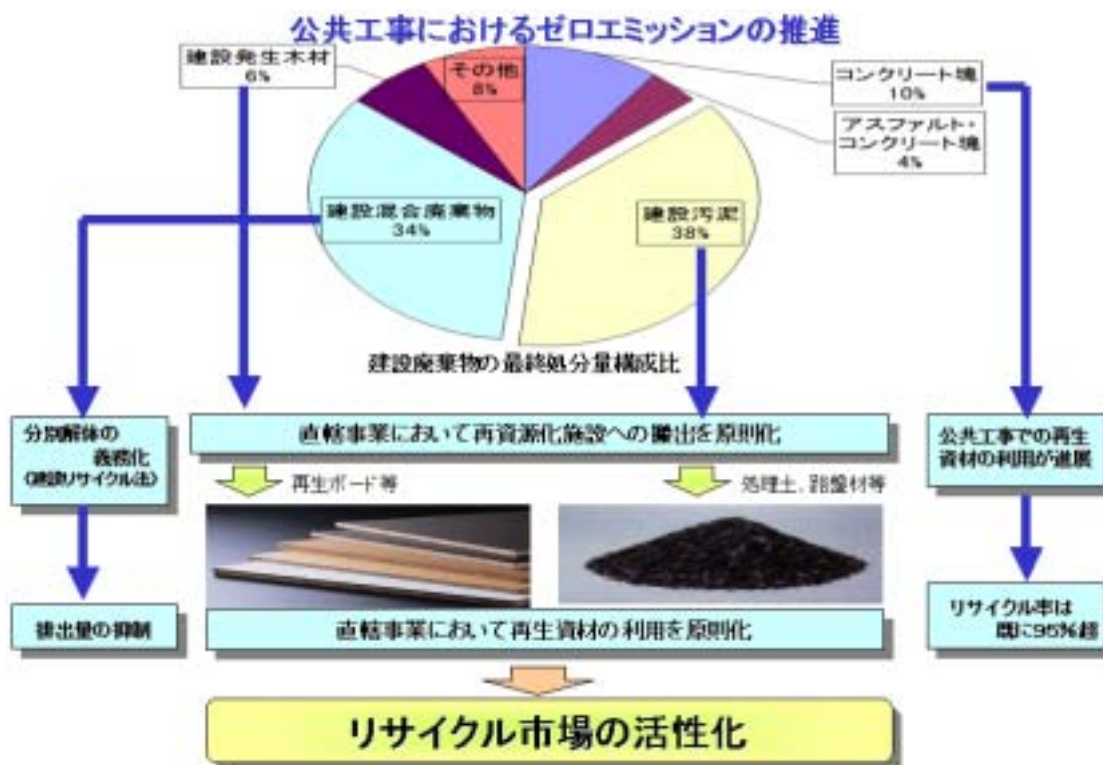 公共工事におけるゼロエミッションの推進
建設発生木材
6%
その他
8%
コンクリート塊
10%
アスファルト・
コンクリート塊
4%
建設混合廃棄物
34%
建設汚泥
38%
建設廃棄物の最終処分量構成比
分別解体の
義務化
(建設リサイクル法)
直轄事業において再資源化施設への搬出を原則化
公共工事での再生
資材の利用が進展
再生ボード等
処理土、路盤材等
排出量の抑制
直轄事業において再生資材の利用を原則化
リサイクル率は
既に95%超
リサイクル市場の活性化